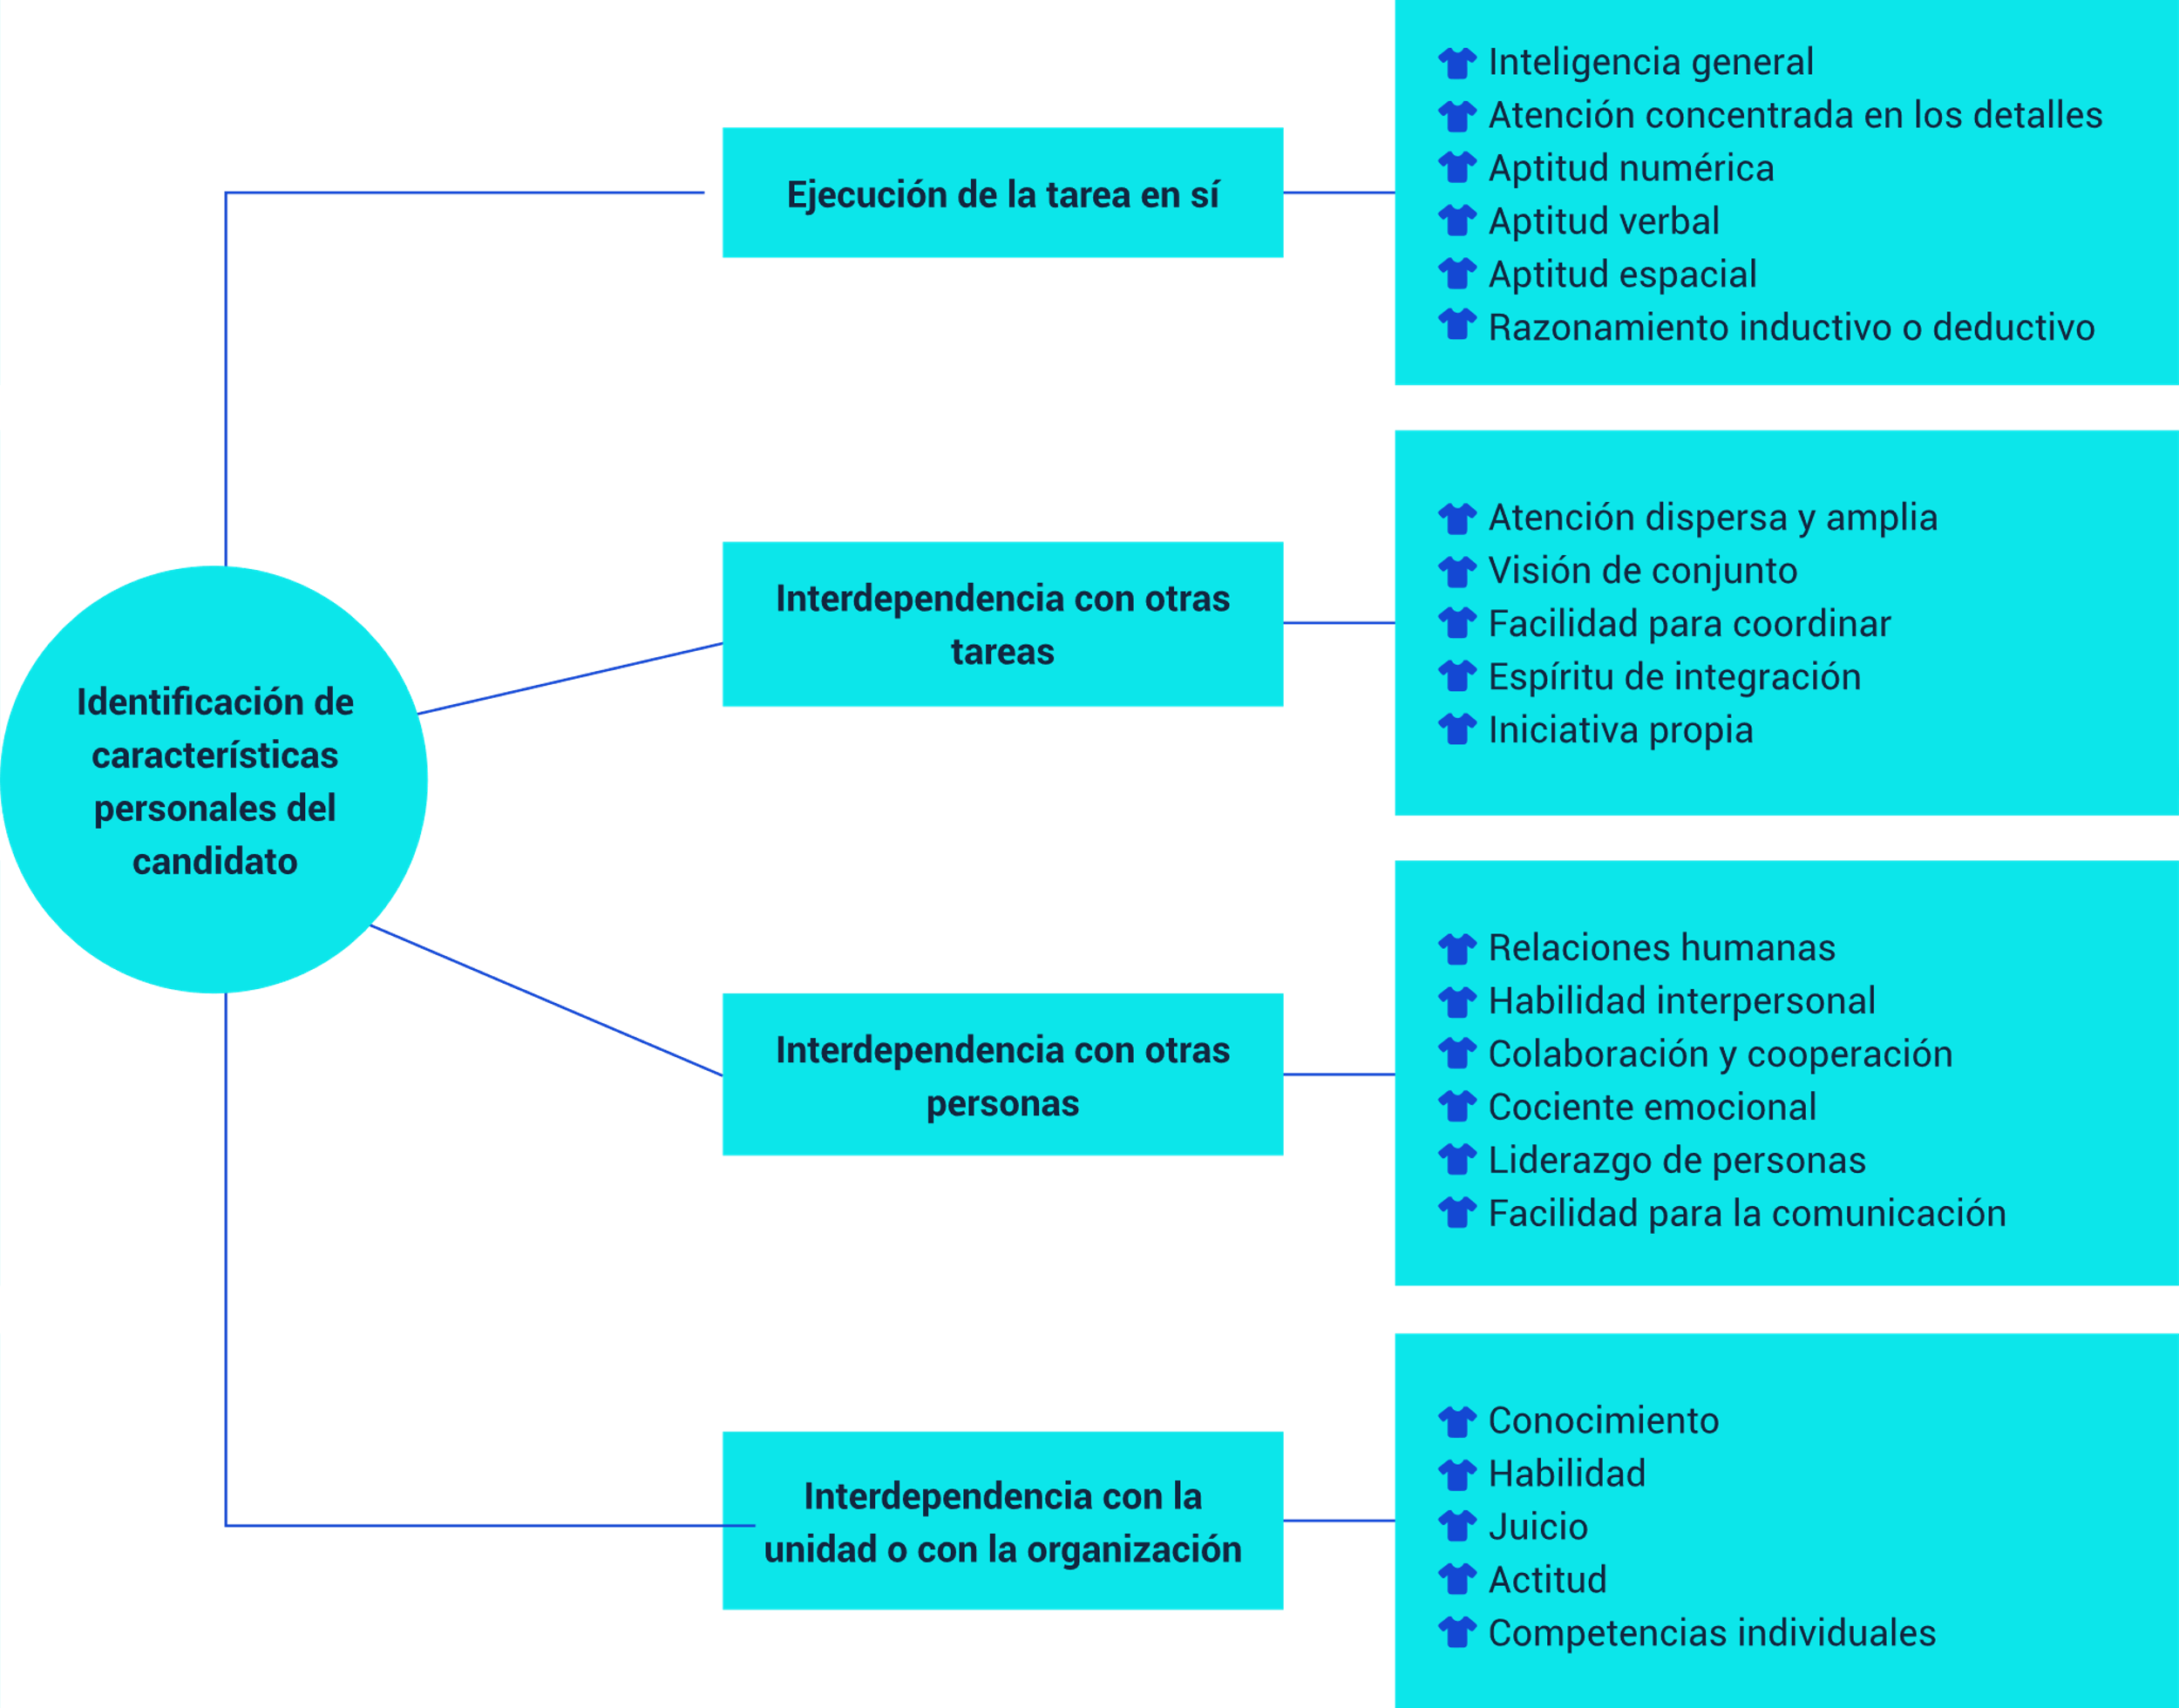 Identificación de
características
personales del
candidato
Ejecución de la tarea en sí
Inteligencia general
Atención concentrada en los detalles
Aptitud numérica
Aptitud verbal
Aptitud espacial
Razonamiento inductivo o deductivo
Interdependencia con otras
tareas
Atención dispersa y amplia
Visión de conjunto
Facilidad para coordinar
Espíritu de integración
Iniciativa propia
Interdependencia con otras
personas
Relaciones humanas
Habilidad interpersonal
Colaboración y cooperación
Cociente emocional
Liderazgo de personas
Facilidad para la comunicación
Interdependencia con la
unidad o con la organización
Conocimiento
Habilidad
Juicio
Actitud
Competencias individuales